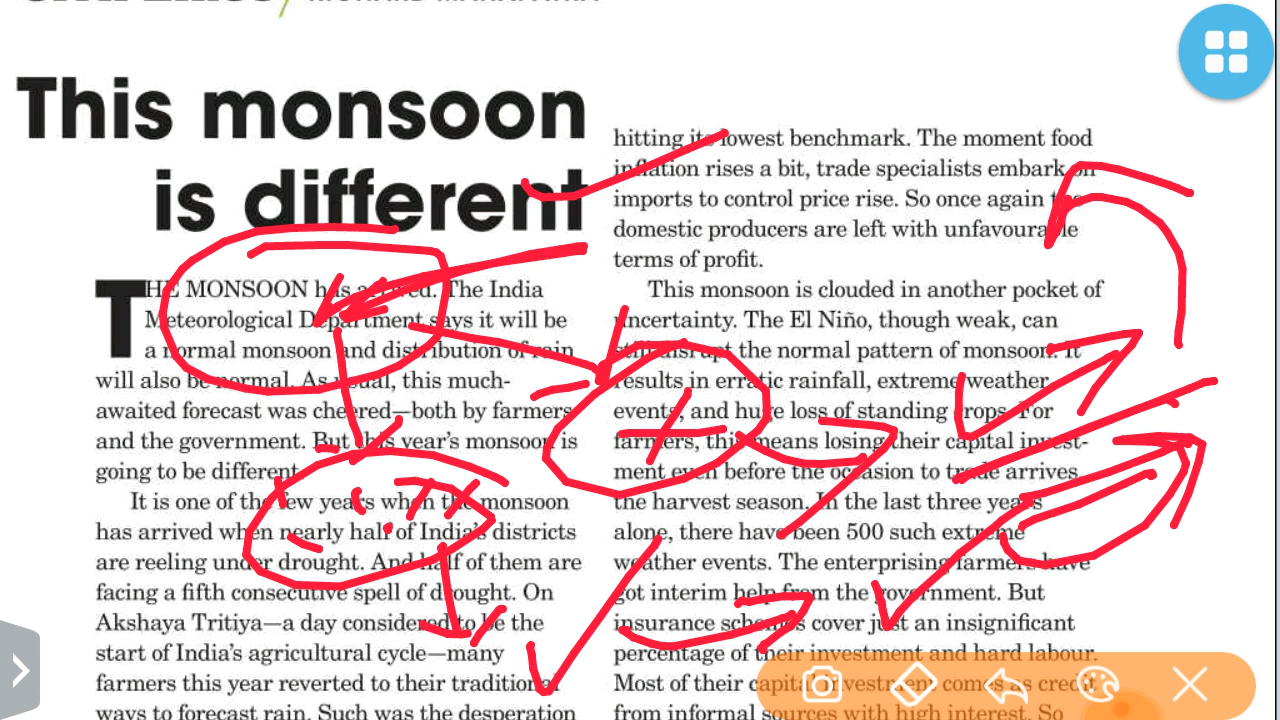 This monsoon
is different
THE MONSOON has arrived. The India
Meteorological Department says it will be
a normal monsoon and distribution of rain
will also be normal. As usual, this much-
awaited forecast was cheered—both by farmers
and the government. But this year's monsoon is
going to be different.
It is one of the few years when the monsoon
has arrived when nearly half of India's districts
are reeling under drought. And half of them are
facing a fifth consecutive spell of drought. On
Akshaya Tritiya—a day considered to be the
start of India's agricultural cycle—many
farmers this year reverted to their traditional
ways to forecast rain. Such was the desperation
hitting its lowest benchmark. The moment food
inflation rises a bit, trade specialists embark on
imports to control price rise. So once again the
domestic producers are left with unfavourable
terms of profit.
This monsoon is clouded in another pocket of
uncertainty. The El Niño, though weak, can
still disrupt the normal pattern of monsoon. It
results in erratic rainfall, extreme weather
events, and huge loss of standing crops. For
farmers, this means losing their capital invest-
ment even before the occasion to trade arrives
the harvest season. In the last three years
alone, there have been 500 such extreme
weather events. The enterprising farmers have
got interim help from the government. But
insurance schemes cover just an insignificant
percentage of their investment and hard labour.
Most of their capital investment comes as credit
from informal sources with high interest. So